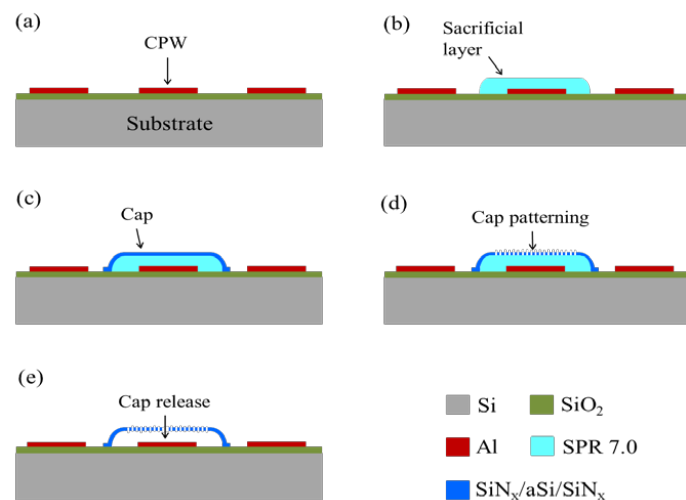 (a)
CPW
Substrate
(b)
Sacrificial
layer
(c)
Cap
(d)
Cap patterning
(e)
Cap release
Si
SiO₂
Al
SPR 7.0
SiNₓ/aSi/SiNₓ